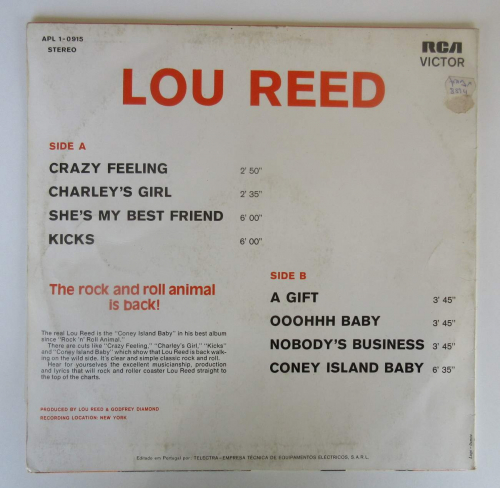 APL 1-0915
STEREO
RCA
VICTOR
LOU REED
SIDE A
CRAZY FEELING 2' 50"
CHARLEY'S GIRL 2' 35"
SHE'S MY BEST FRIEND 6' 00"
KICKS 6' 00"
The rock and roll animal
is back!
The real Lou Reed is the "Coney Island Baby" in his best album
since "Rock 'n' Roll Animal."
There are cuts like "Crazy Feeling," "Charley's Girl," "Kicks"
and "Coney Island Baby" which show that Lou Reed is back walk-
ing on the wild side. It's clear and simple classic rock and roll.
Hear for yourselves the excellent musicianship, production
and lyrics that will rock and roller coaster Lou Reed straight to
the top of the charts.
PRODUCED BY LOU REED & GODFREY DIAMOND
RECORDING LOCATION: NEW YORK
SIDE B
A GIFT 3' 45"
OOOHHH BABY 3' 45"
NOBODY'S BUSINESS 3' 45"
CONEY ISLAND BABY 6' 35"
Editado em Portugal por: TELECTRA-EMPRESA TÉCNICA DE EQUIPAMENTOS ELÉCTRICOS, S.A.R.L.